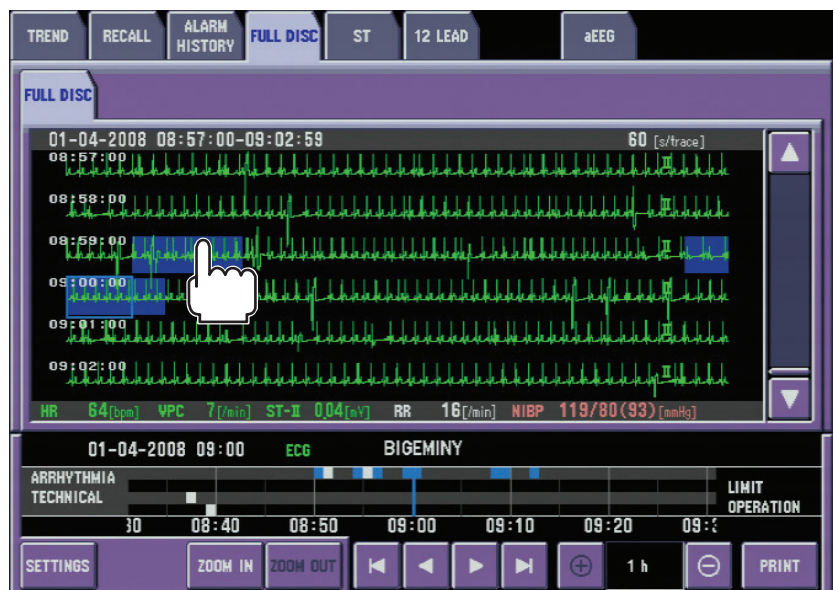 TREND RECALL ALARM HISTORY FULL DISC ST 12 LEAD aEEG
FULL DISC
01-04-2008 08:57:00-09:02:59 60 [s/trace]
08:57:00 II
08:58:00 II
08:59:00 II
09:00:00 II
09:01:00 II
09:02:00 II
HR 64[bpm] VPC 7[/min] ST-II 0.04[mV] RR 16[/min] NIBP 119/80(93)[mmHg]
01-04-2008 09:00 ECG BIGEMINY
ARRHYTHMIA
TECHNICAL LIMIT
OPERATION
30 08:40 08:50 09:00 09:10 09:20 09:
SETTINGS ZOOM IN ZOOM OUT 1 h PRINT